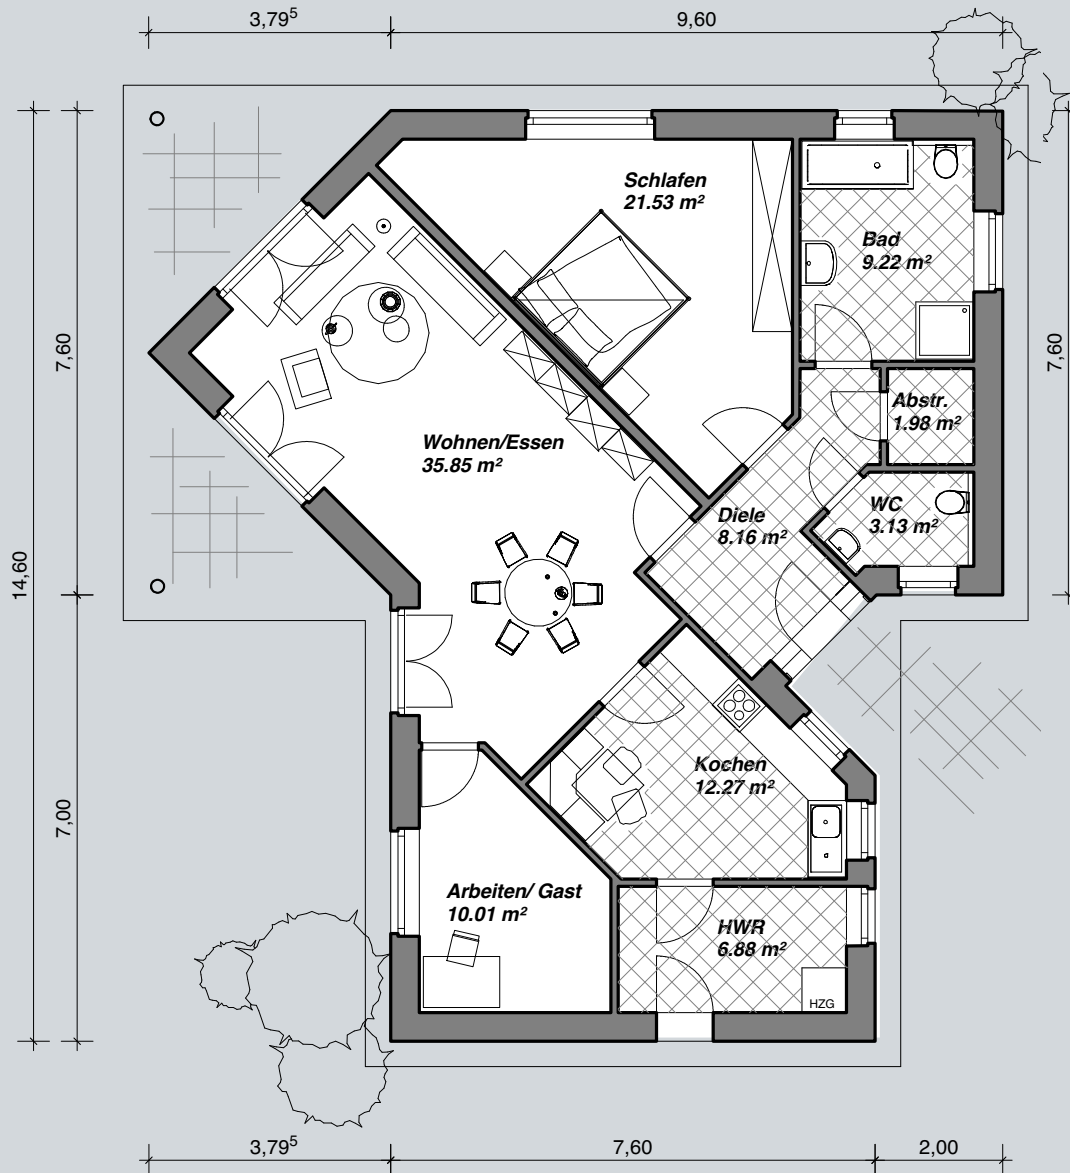 3,79⁵
9,60
Schlafen
21.53 m²
Bad
9.22 m²
7,60
7,60
Abstr.
1.98 m²
Wohnen/Essen
35.85 m²
WC
3.13 m²
Diele
8.16 m²
14,60
Kochen
12.27 m²
7,00
Arbeiten/ Gast
10.01 m²
HWR
6.88 m²
HZG
3,79⁵
7,60
2,00